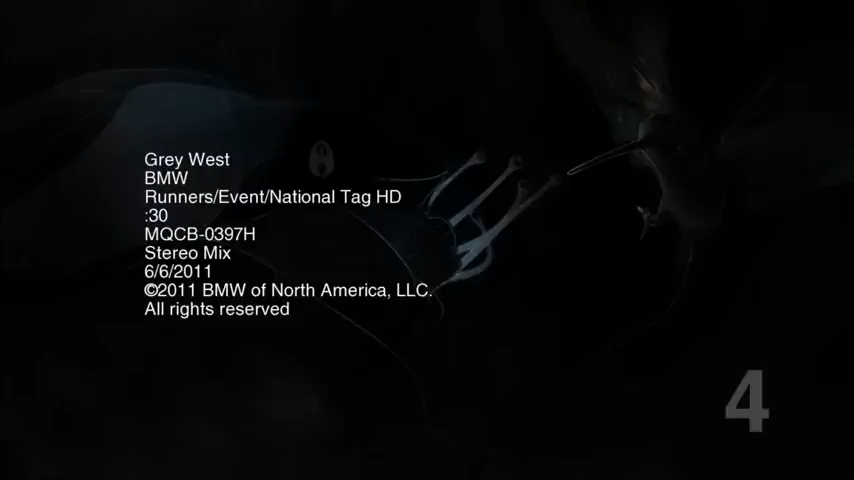 Grey West
BMW
Runners/Event/National Tag HD
:30
MQCB-0397H
Stereo Mix
6/6/2011
©2011 BMW of North America, LLC.
All rights reserved
4